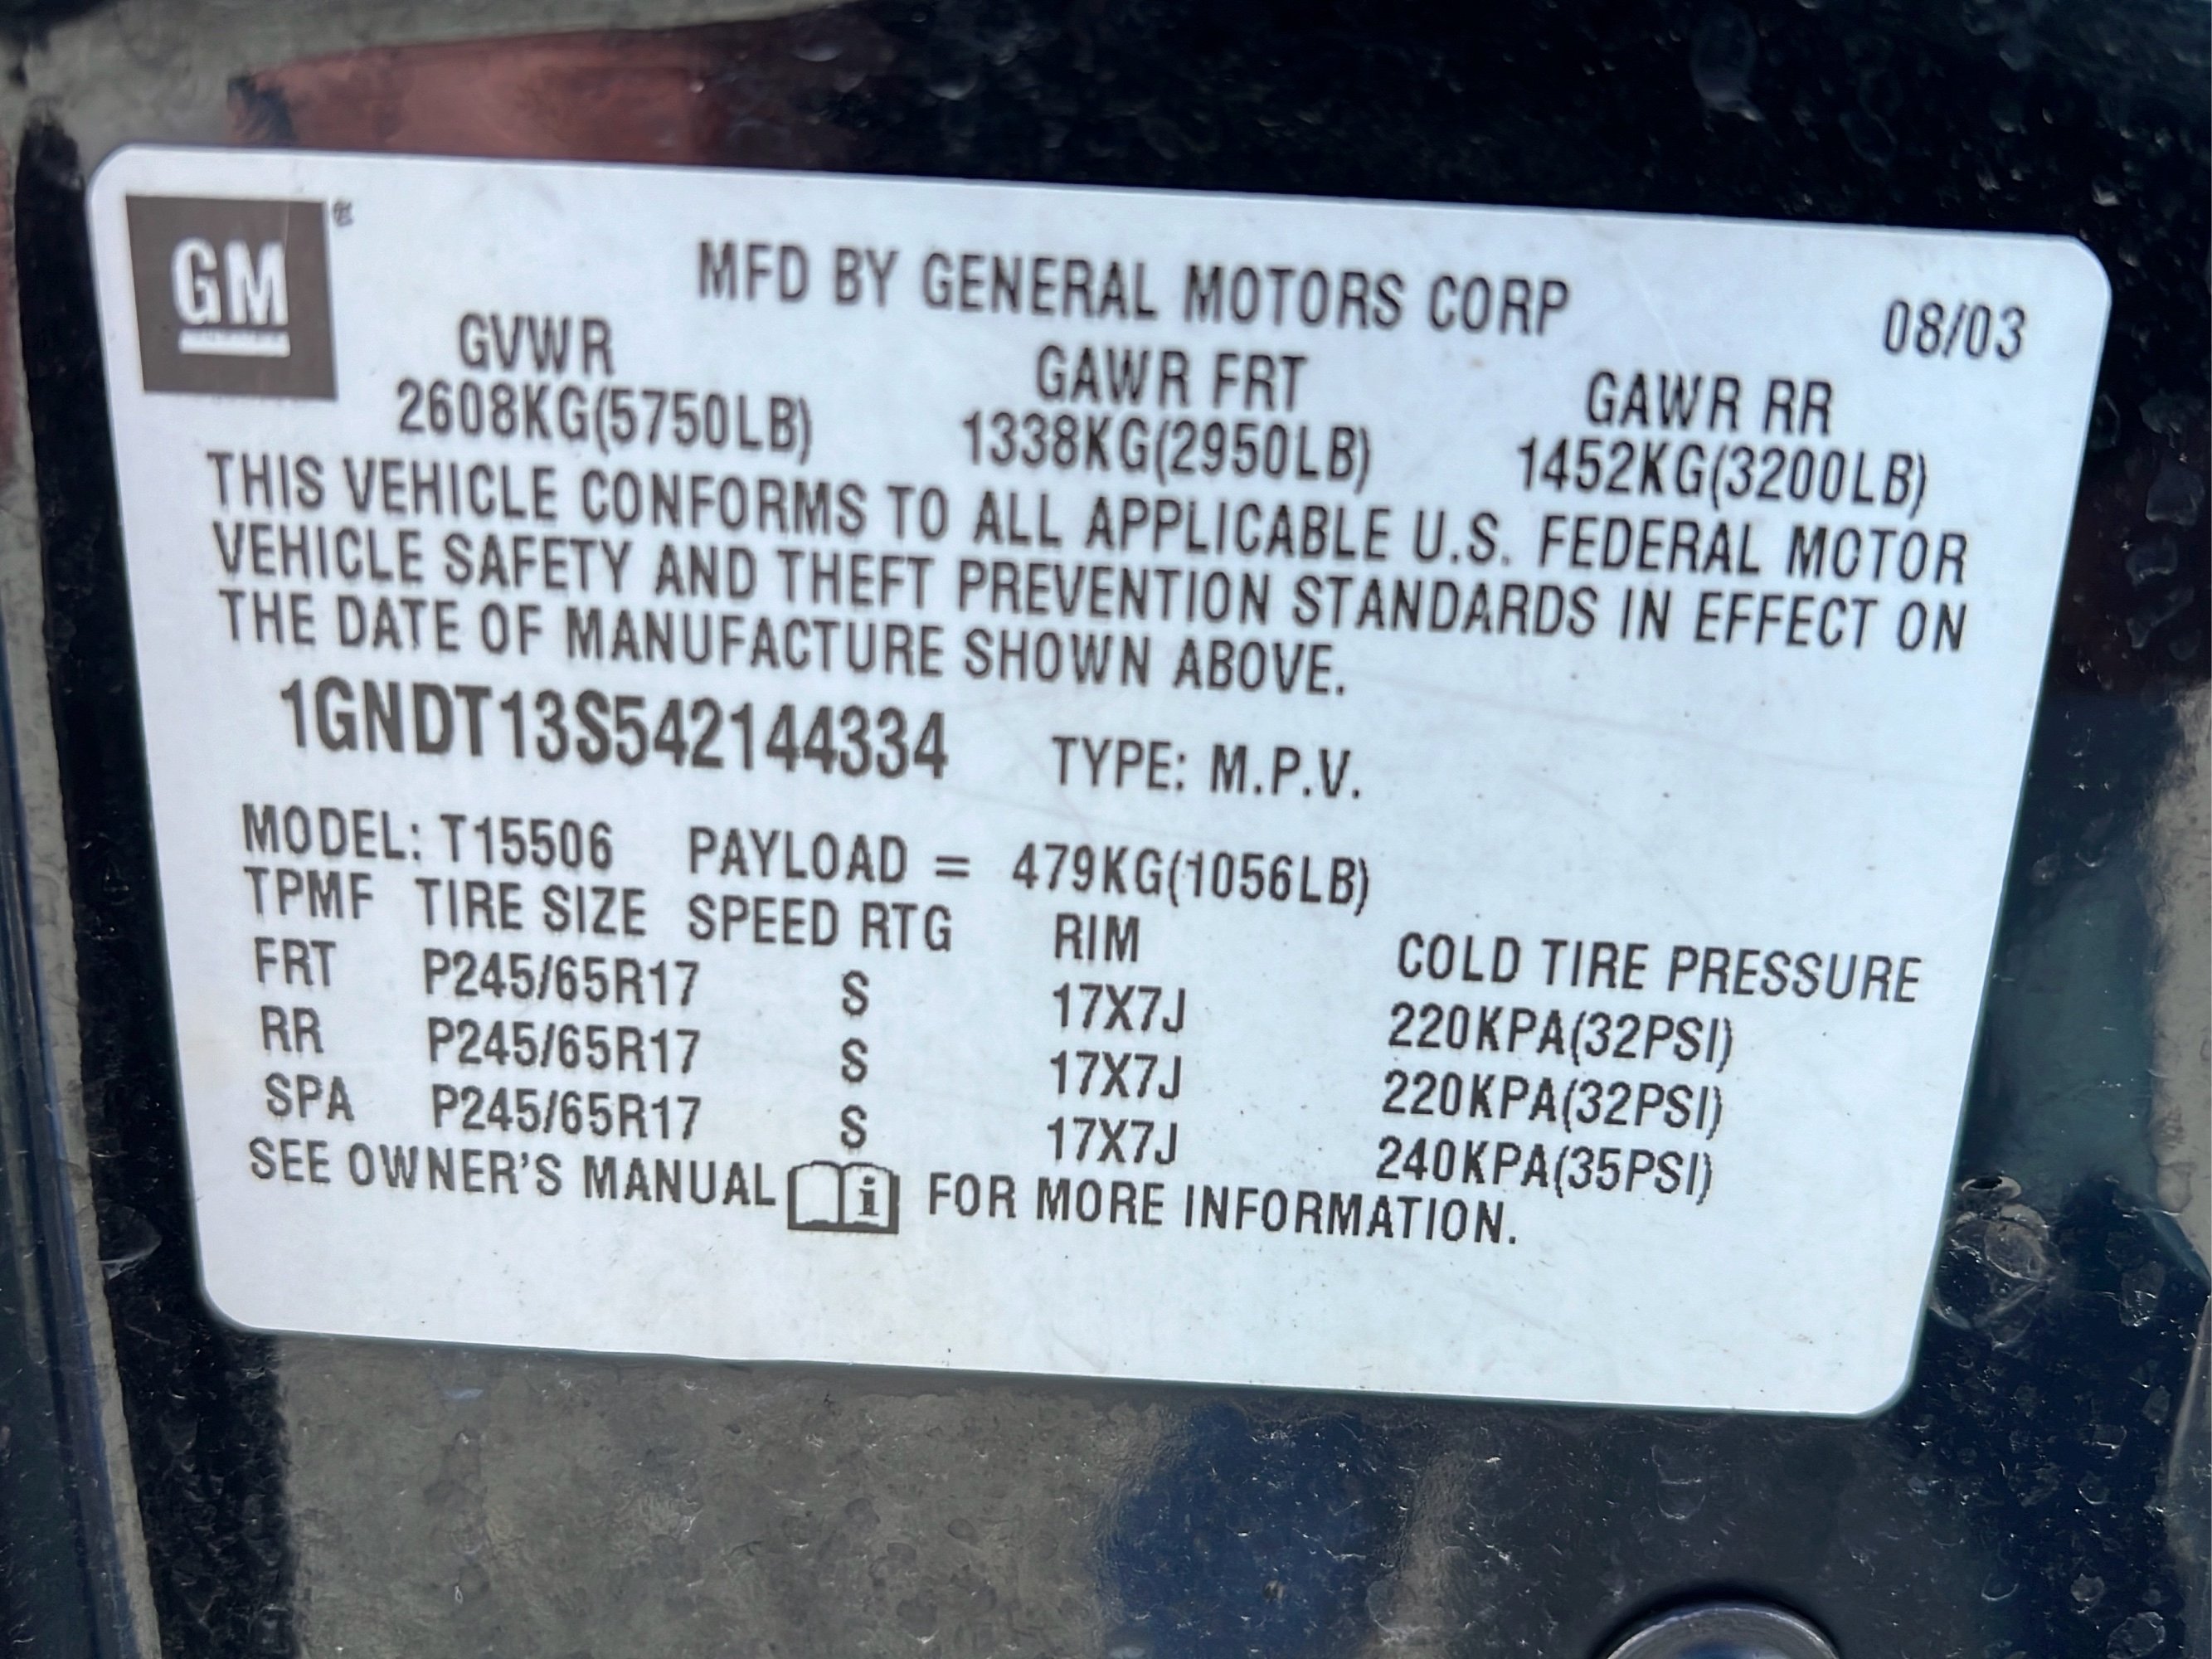 GM
MFD BY GENERAL MOTORS CORP 08/03
GVWR GAWR FRT GAWR RR
2608KG(5750LB) 1338KG(2950LB) 1452KG(3200LB)
THIS VEHICLE CONFORMS TO ALL APPLICABLE U.S. FEDERAL MOTOR
VEHICLE SAFETY AND THEFT PREVENTION STANDARDS IN EFFECT ON
THE DATE OF MANUFACTURE SHOWN ABOVE.
1GNDT13S542144334 TYPE: M.P.V.
MODEL: T15506 PAYLOAD = 479KG(1056LB)
TPMF TIRE SIZE SPEED RTG RIM COLD TIRE PRESSURE
FRT P245/65R17 S 17X7J 220KPA(32PSI)
RR P245/65R17 S 17X7J 220KPA(32PSI)
SPA P245/65R17 S 17X7J 240KPA(35PSI)
SEE OWNER'S MANUAL i FOR MORE INFORMATION.